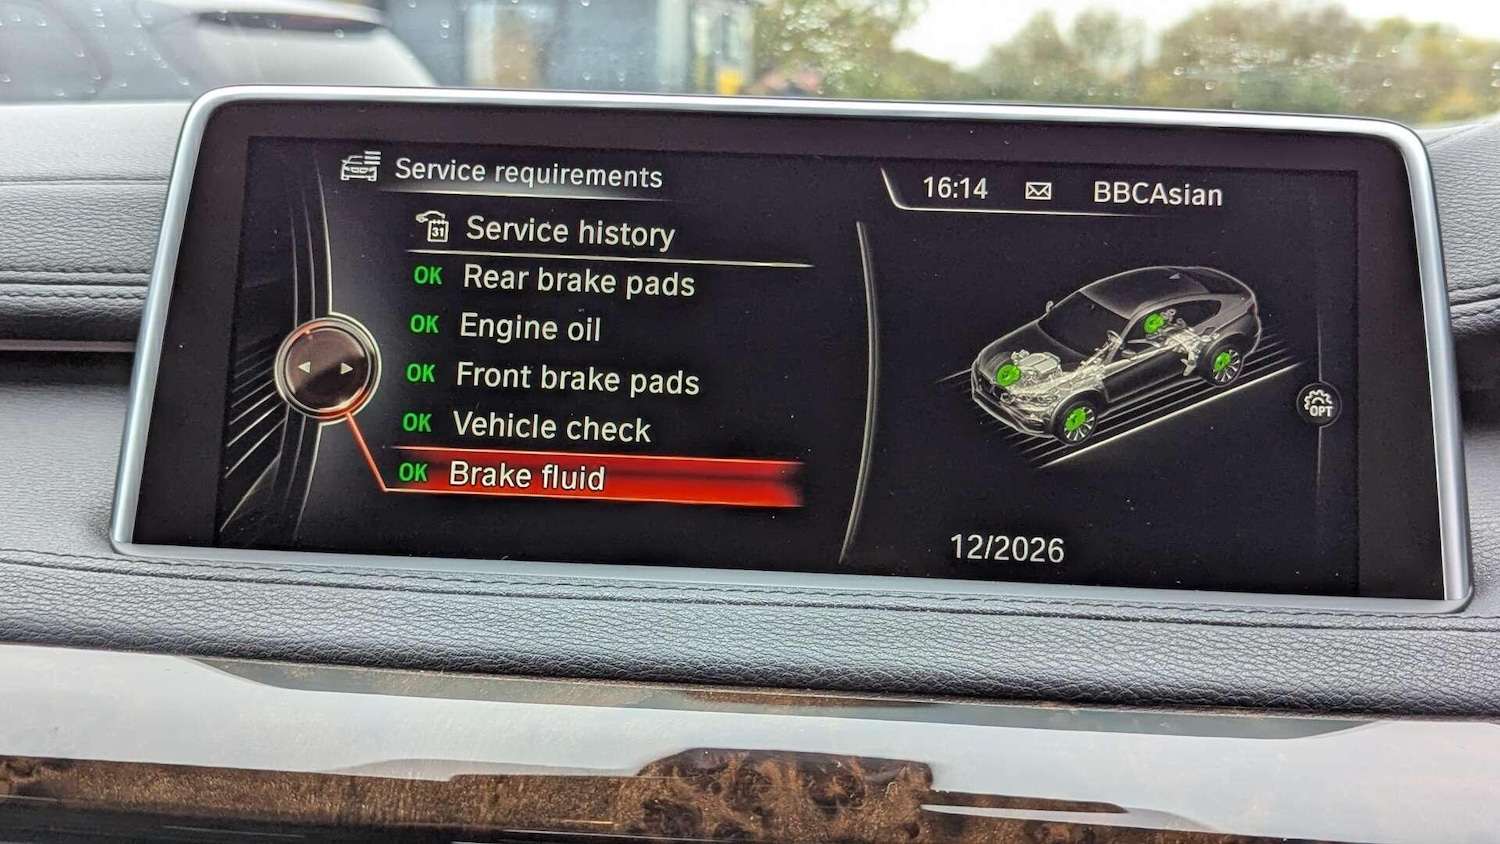 Service requirements
16:14
BBCAsian
31
Service history
OK Rear brake pads
OK Engine oil
OK Front brake pads
OK Vehicle check
OK Brake fluid
OPT
12/2026